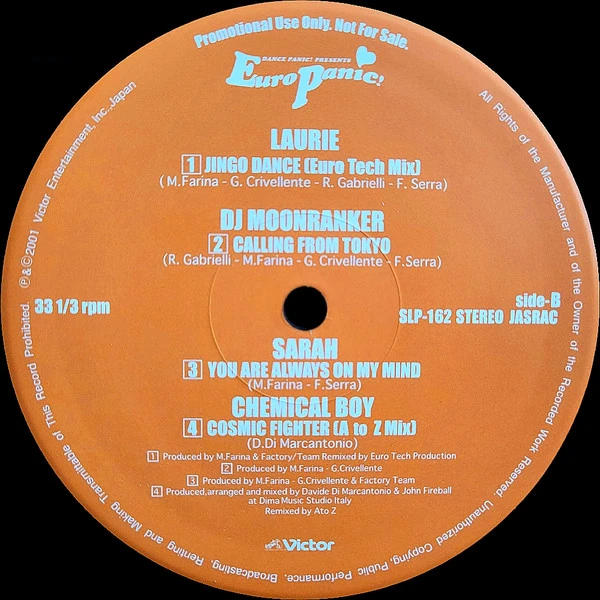 Promotional Use Only. Not For Sale.
DANCE PANIC! PRESENTS
Euro Panic!
LAURIE
1 JINGO DANCE (Euro Tech Mix)
(M.Farina - G. Crivellente - R. Gabrielli - F. Serra)
DJ MOONRANKER
2 CALLING FROM TOKYO
(R. Gabrielli - M.Farina - G. Crivellente - F.Serra)
33 1/3 rpm
side-B
SLP-162 STEREO JASRAC
SARAH
3 YOU ARE ALWAYS ON MY MIND
(M.Farina - F.Serra)
CHEMICAL BOY
4 COSMIC FIGHTER (A to Z Mix)
(D.Di Marcantonio)
1 Produced by M.Farina & Factory/Team Remixed by Euro Tech Production
2 Produced by M.Farina - G.Crivellente
3 Produced by M.Farina - G.Crivellente & Factory Team
4 Produced,arranged and mixed by Davide Di Marcantonio & John Fireball
at Dima Music Studio Italy
Remixed by Ato Z
Victor
℗&©2001 Victor Entertainment, Inc.,Japan
All Rights of the Manufacturer and of the Owner of the Recorded Work Reserved. Unauthorized Copying,Public Performance, Broadcasting, Renting and Making Transmittable of This Record Prohibited.